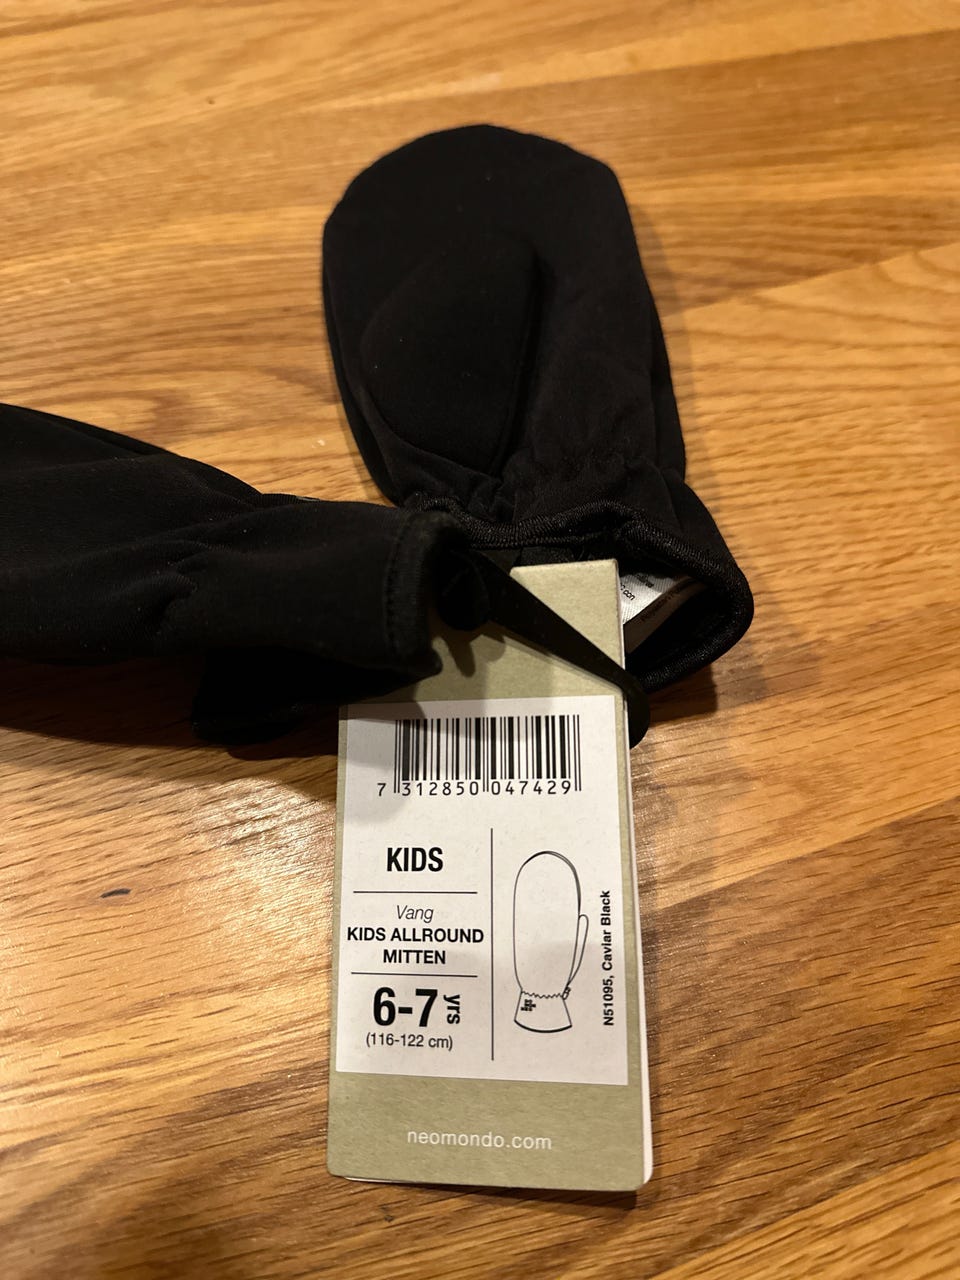 7 312850 047429
KIDS
Vang
KIDS ALLROUND
MITTEN
6-7 yrs
(116-122 cm)
N51095, Caviar Black
neomondo.com